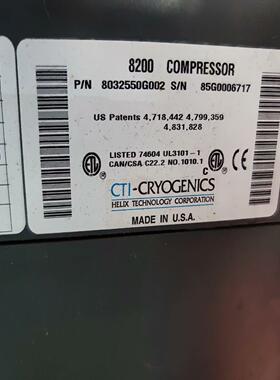 8200 COMPRESSOR
P/N 8032550G002 S/N 85G0006717
US Patents 4,718,442 4,799,359
4,831,828
LISTED 74604 UL3101-1
CAN/CSA C22.2 NO.1010.1
C
CTI-CRYOGENICS
HELIX TECHNOLOGY CORPORATION
MADE IN U.S.A.